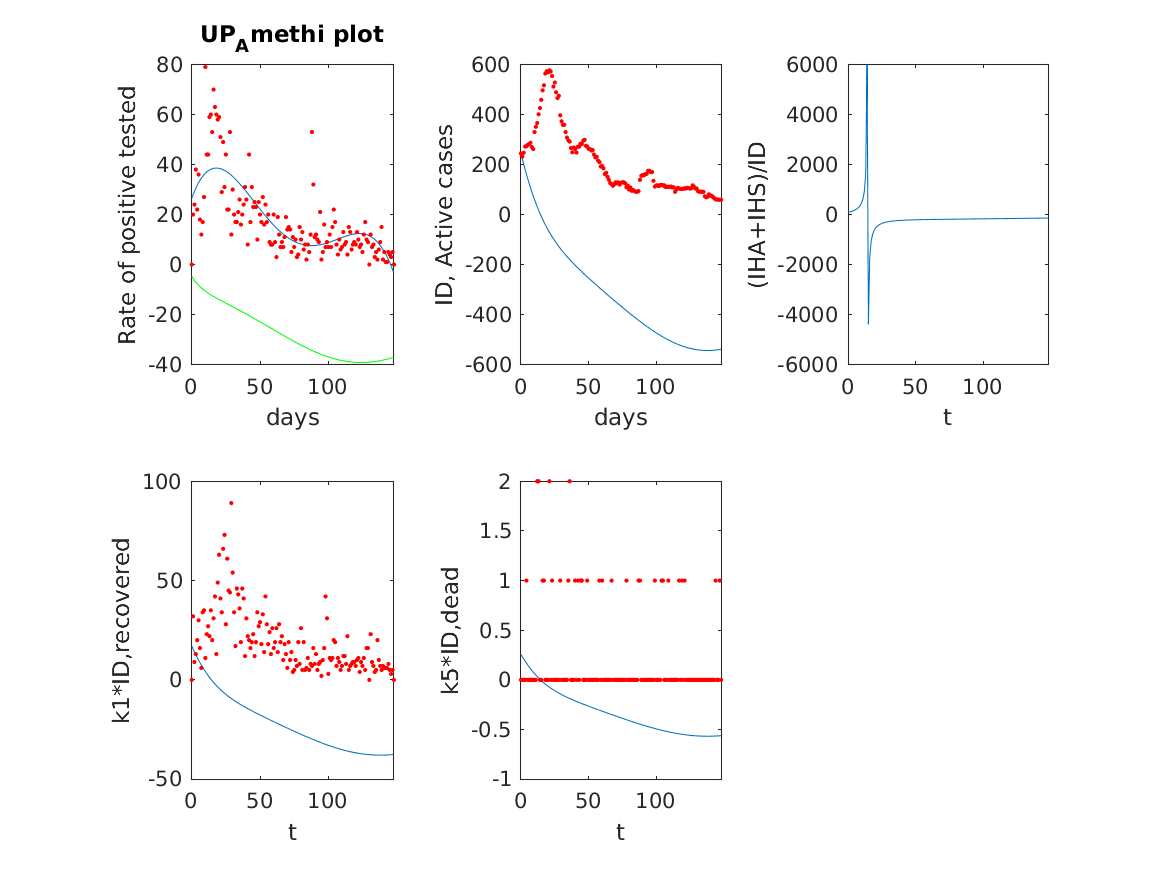 UP_Amethi plot
80
60
40
20
0
-20
-40
0 50 100
days
Rate of positive tested
600
400
200
0
-200
-400
-600
0 50 100
days
ID, Active cases
6000
4000
2000
0
-2000
-4000
-6000
0 50 100
t
(IHA+IHS)/ID
100
50
0
-50
0 50 100
t
k1*ID,recovered
2
1.5
1
0.5
0
-0.5
-1
0 50 100
t
k5*ID,dead